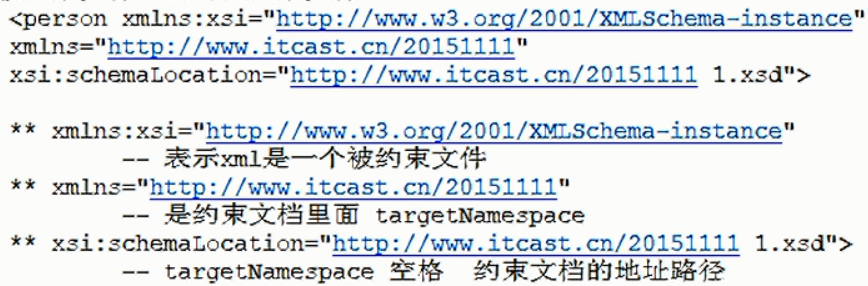 <person xmlns:xsi="http://www.w3.org/2001/XMLSchema-instance"
xmlns="http://www.itcast.cn/20151111"
xsi:schemaLocation="http://www.itcast.cn/20151111 1.xsd">
** xmlns:xsi="http://www.w3.org/2001/XMLSchema-instance"
-- 表示xml是一个被约束文件
** xmlns="http://www.itcast.cn/20151111"
-- 是约束文档里面 targetNamespace
** xsi:schemaLocation="http://www.itcast.cn/20151111 1.xsd">
-- targetNamespace 空格 约束文档的地址路径